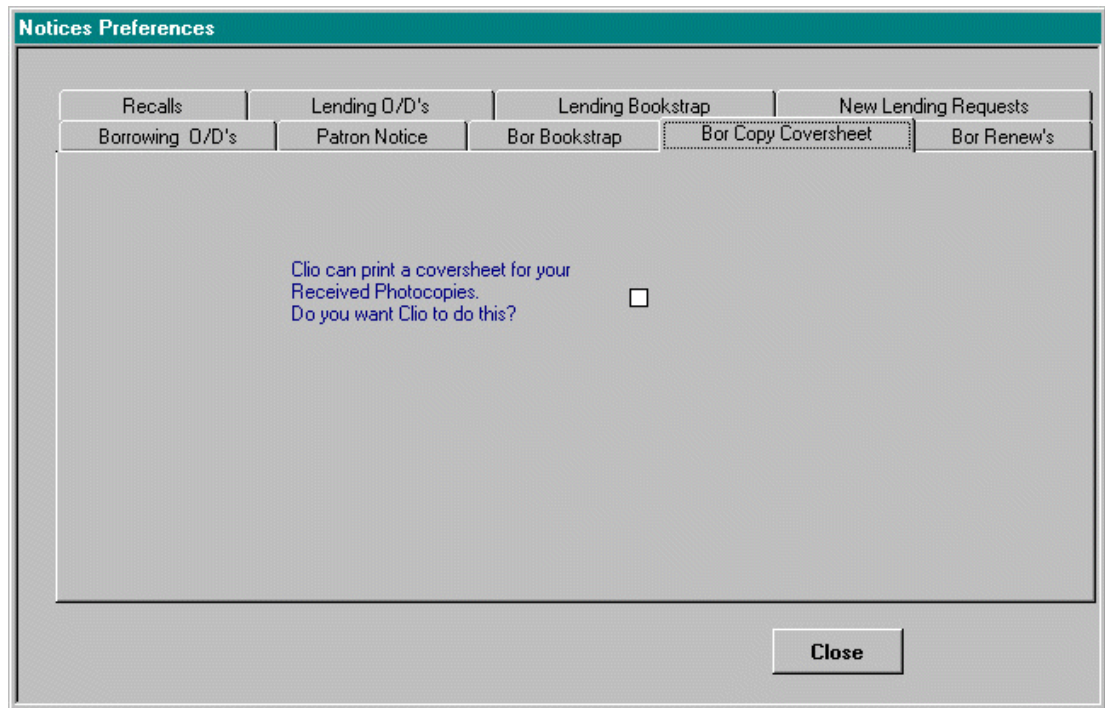 Notices Preferences
Recalls
Lending O/D's
Lending Bookstrap
New Lending Requests
Borrowing O/D's
Patron Notice
Bor Bookstrap
Bor Copy Coversheet
Bor Renew's
Clio can print a coversheet for your
Received Photocopies.
Do you want Clio to do this?
Close